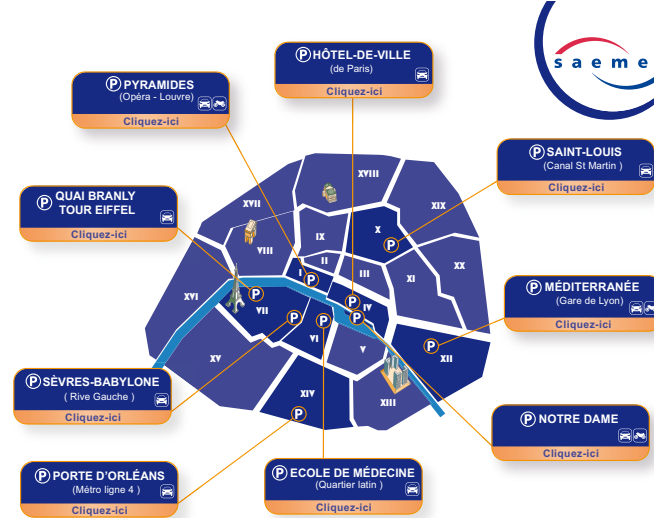 saeme
Ⓟ HÔTEL-DE-VILLE
(de Paris)
Cliquez-ici
Ⓟ PYRAMIDES
(Opéra - Louvre)
Cliquez-ici
Ⓟ SAINT-LOUIS
(Canal St Martin )
Cliquez-ici
Ⓟ QUAI BRANLY
TOUR EIFFEL
Cliquez-ici
Ⓟ MÉDITERRANÉE
(Gare de Lyon)
Cliquez-ici
Ⓟ SÈVRES-BABYLONE
( Rive Gauche )
Cliquez-ici
Ⓟ NOTRE DAME
Cliquez-ici
Ⓟ PORTE D'ORLÉANS
(Métro ligne 4 )
Cliquez-ici
Ⓟ ECOLE DE MÉDECINE
(Quartier latin )
Cliquez-ici
XVIII
XVII
XIX
IX
X
VIII
II
III
XI
XX
I
XVI
VII
IV
VI
V
XII
XV
XIV
XIII
P
P
P
P
P
P
P
P
P